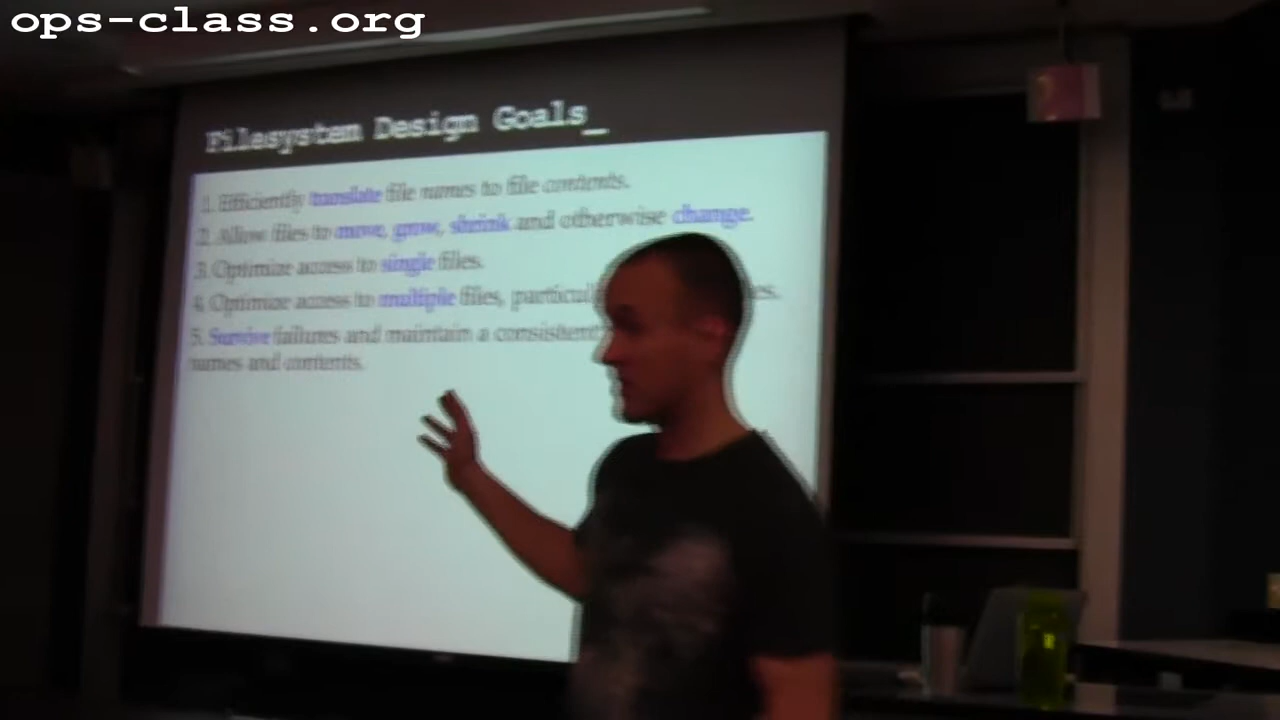 ops-class.org
Filesystem Design Goals_
1. Efficiently translate file names to file contents.
2. Allow files to move, grow, shrink and otherwise change.
3. Optimize access to single files.
4. Optimize access to multiple files,
5. Survive failures and maintain a consistent
names and contents.